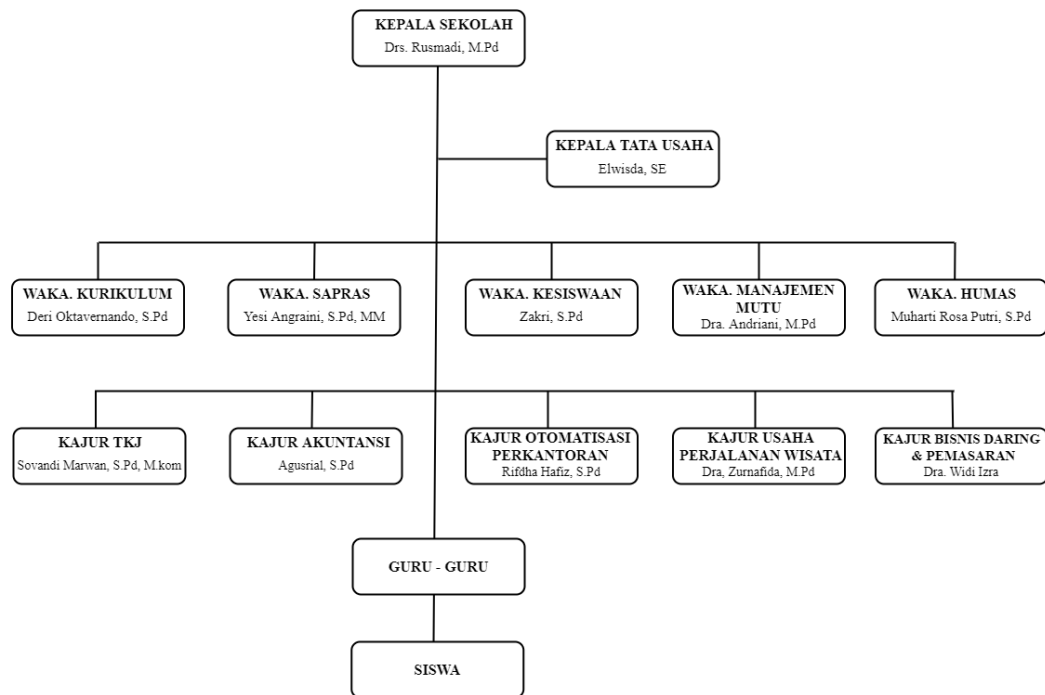 KEPALA SEKOLAH
Drs. Rusmadi, M.Pd
KEPALA TATA USAHA
Elwisda, SE
WAKA. KURIKULUM
Deri Oktavernando, S.Pd
WAKA. SAPRAS
Yesi Angraini, S.Pd, MM
WAKA. KESISWAAN
Zakri, S.Pd
WAKA. MANAJEMEN
MUTU
Dra. Andriani, M.Pd
WAKA. HUMAS
Muharti Rosa Putri, S.Pd
KAJUR TKJ
Sovandi Marwan, S.Pd, M.kom
KAJUR AKUNTANSI
Agusrial, S.Pd
KAJUR OTOMATISASI
PERKANTORAN
Rifdha Hafiz, S.Pd
KAJUR USAHA
PERJALANAN WISATA
Dra, Zurnafida, M.Pd
KAJUR BISNIS DARING
& PEMASARAN
Dra. Widi Izra
GURU - GURU
SISWA